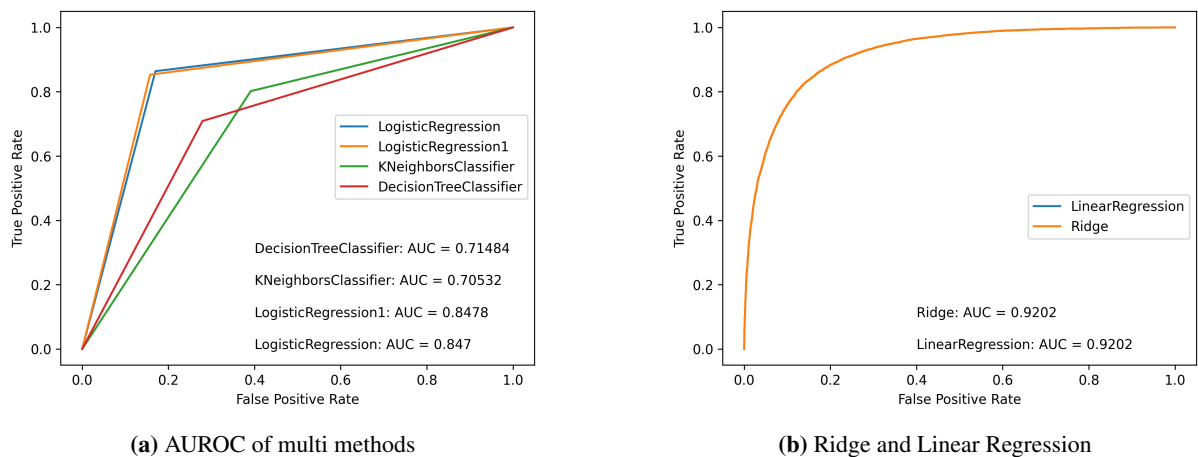 1.0
0.8
0.6
0.4
0.2
0.0
True Positive Rate
LogisticRegression
LogisticRegression1
KNeighborsClassifier
DecisionTreeClassifier
DecisionTreeClassifier: AUC = 0.71484
KNeighborsClassifier: AUC = 0.70532
LogisticRegression1: AUC = 0.8478
LogisticRegression: AUC = 0.847
0.0 0.2 0.4 0.6 0.8 1.0
False Positive Rate
(a) AUROC of multi methods
1.0
0.8
0.6
0.4
0.2
0.0
True Positive Rate
LinearRegression
Ridge
Ridge: AUC = 0.9202
LinearRegression: AUC = 0.9202
0.0 0.2 0.4 0.6 0.8 1.0
False Positive Rate
(b) Ridge and Linear Regression